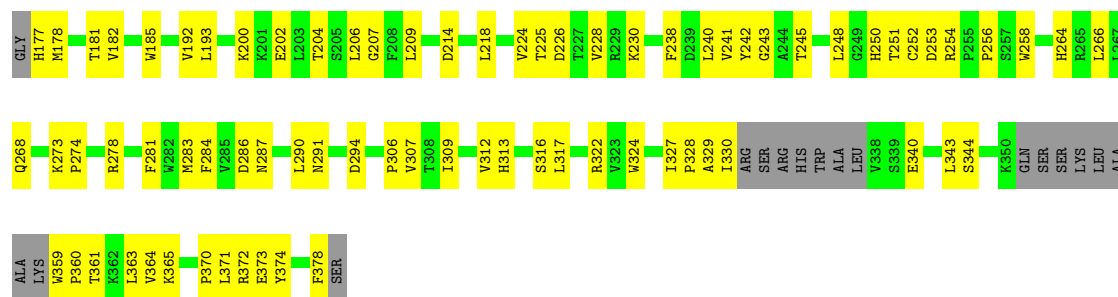 GLY H177 M178 T181 V182 W185 V192 L193 K200 K201 E202 L203 T204 S205 L206 G207 F208 L209 D214 L218 V224 T225 D226 T227 V228 R229 K230 F238 D239 L240 V241 Y242 G243 A244 T245 L248 G249 H250 T251 C252 D253 R254 P255 P256 S257 W258 H264 R265 L266 L267
Q268 K273 P274 R278 F281 W282 M283 F284 V285 D286 N287 L290 N291 D294 P306 V307 T308 I309 V312 H313 S316 L317 R322 V323 W324 I327 P328 A329 I330 ARG SER ARG HIS TRP ALA LEU V338 S339 E340 L343 S344 K350 GLN SER SER LYS LEU ALA
ALA LYS W359 P360 T361 K362 L363 V364 K365 P370 L371 R372 E373 Y374 F378 SER